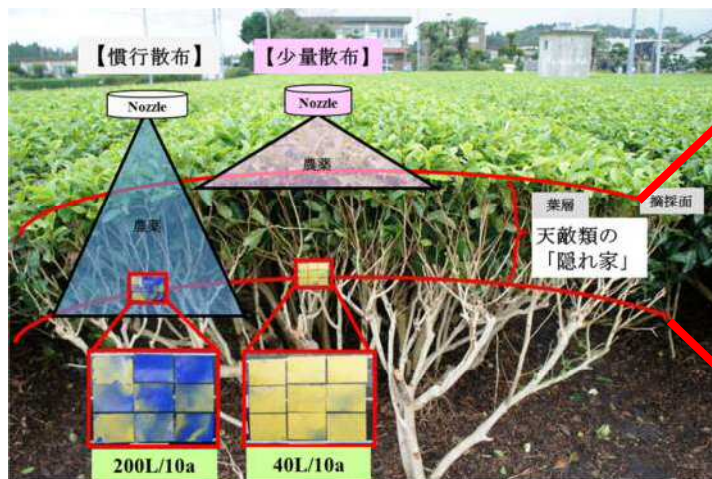 【慣行散布】
【少量散布】
Nozzle
Nozzle
農薬
農薬
葉層
摘採面
天敵類の
「隠れ家」
200L/10a
40L/10a